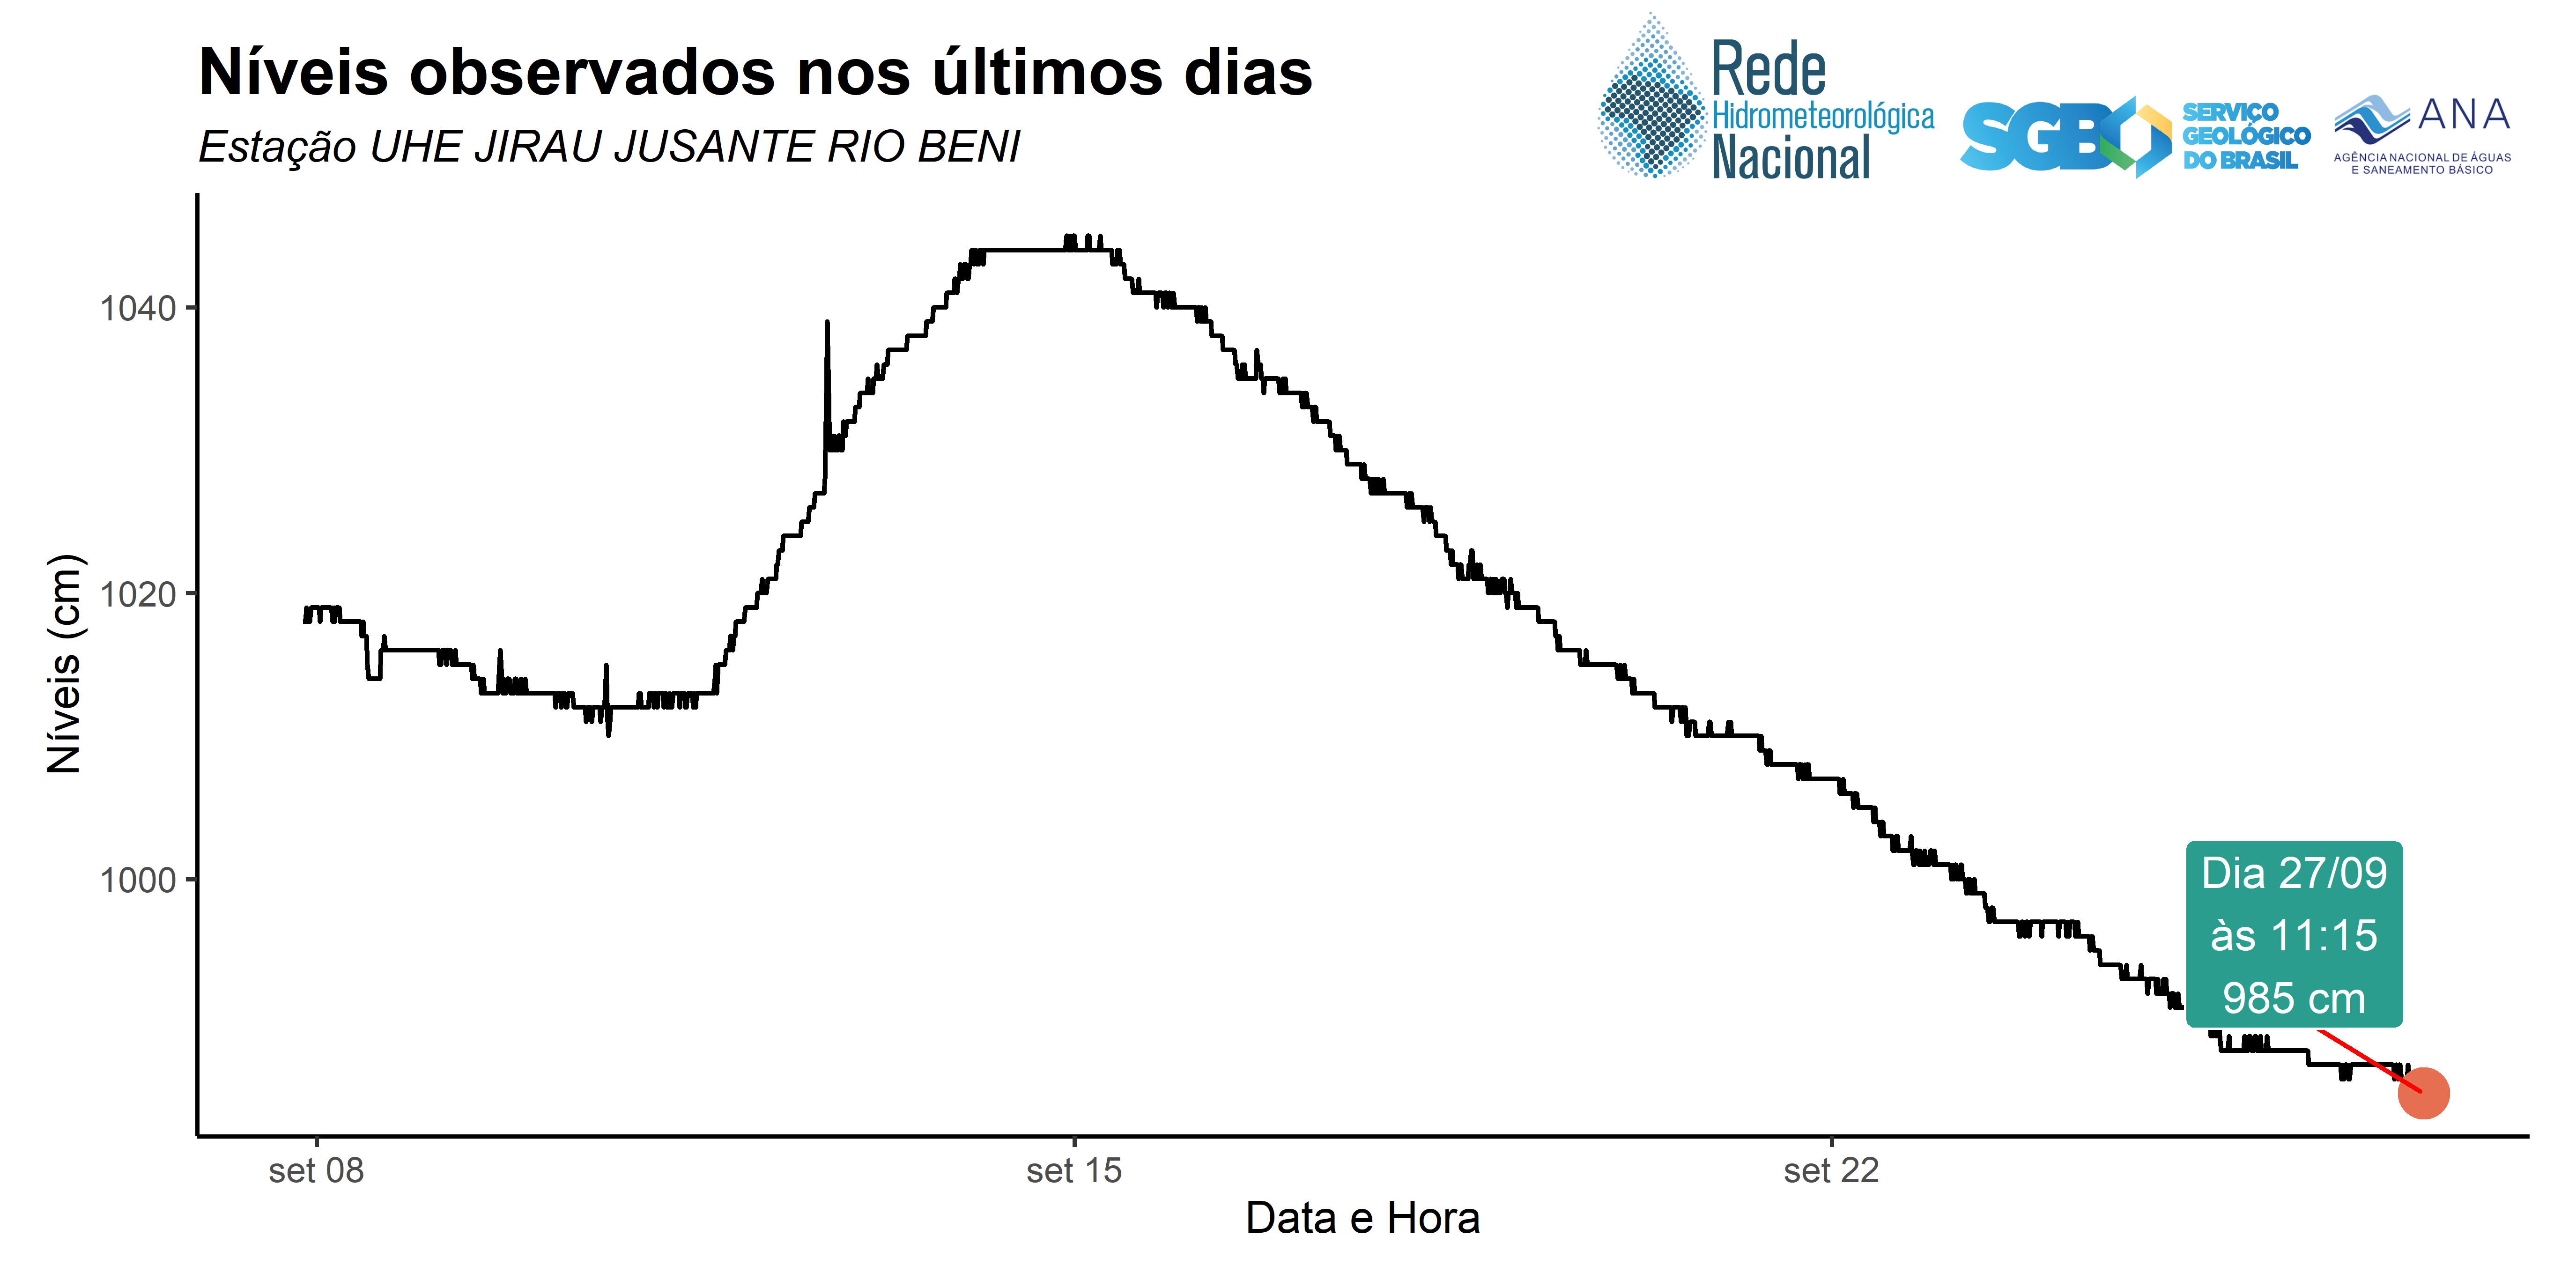 Níveis observados nos últimos dias
Estação UHE JIRAU JUSANTE RIO BENI
Rede
Hidrometeorológica
Nacional
SGB
SERVIÇO
GEOLÓGICO
DO BRASIL
ANA
AGÊNCIA NACIONAL DE ÁGUAS
E SANEAMENTO BÁSICO
Níveis (cm)
1040
1020
1000
Dia 27/09
às 11:15
985 cm
set 08
set 15
set 22
Data e Hora